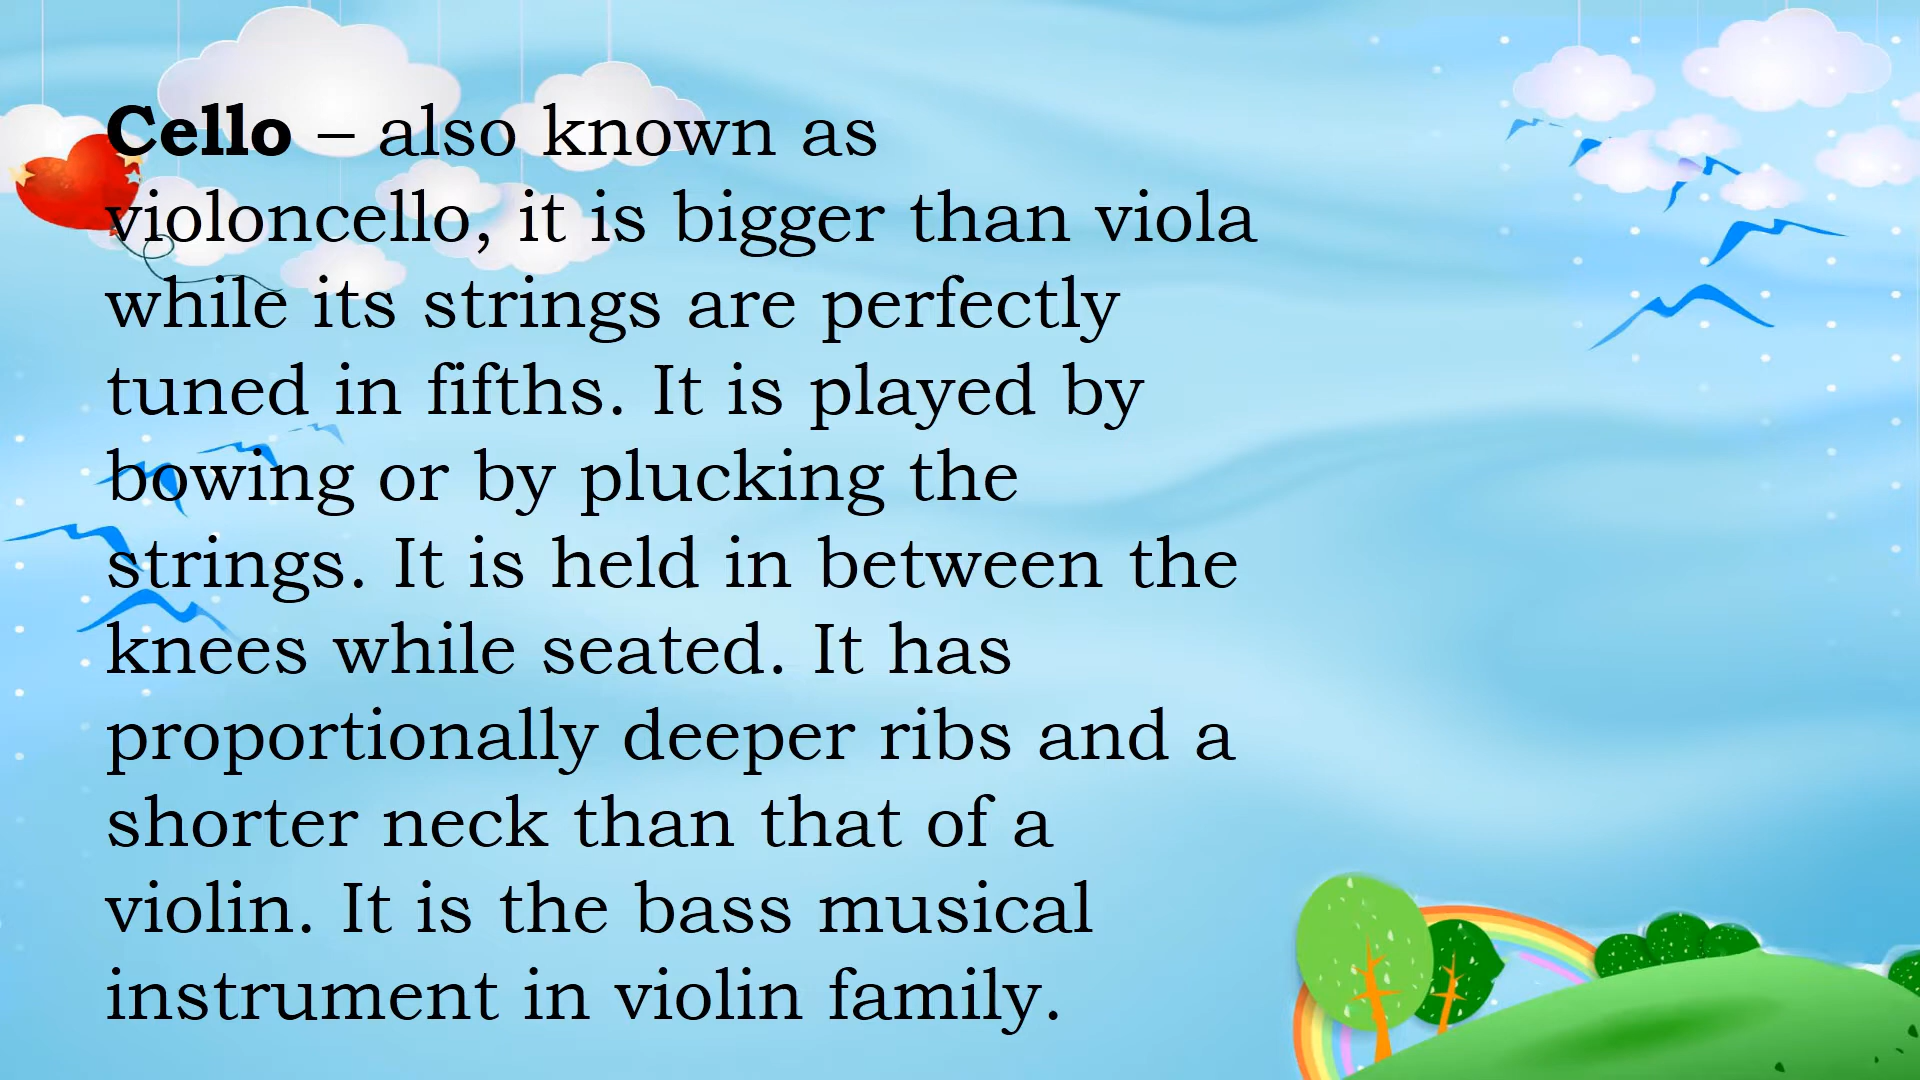 Cello – also known as
violoncello, it is bigger than viola
while its strings are perfectly
tuned in fifths. It is played by
bowing or by plucking the
strings. It is held in between the
knees while seated. It has
proportionally deeper ribs and a
shorter neck than that of a
violin. It is the bass musical
instrument in violin family.